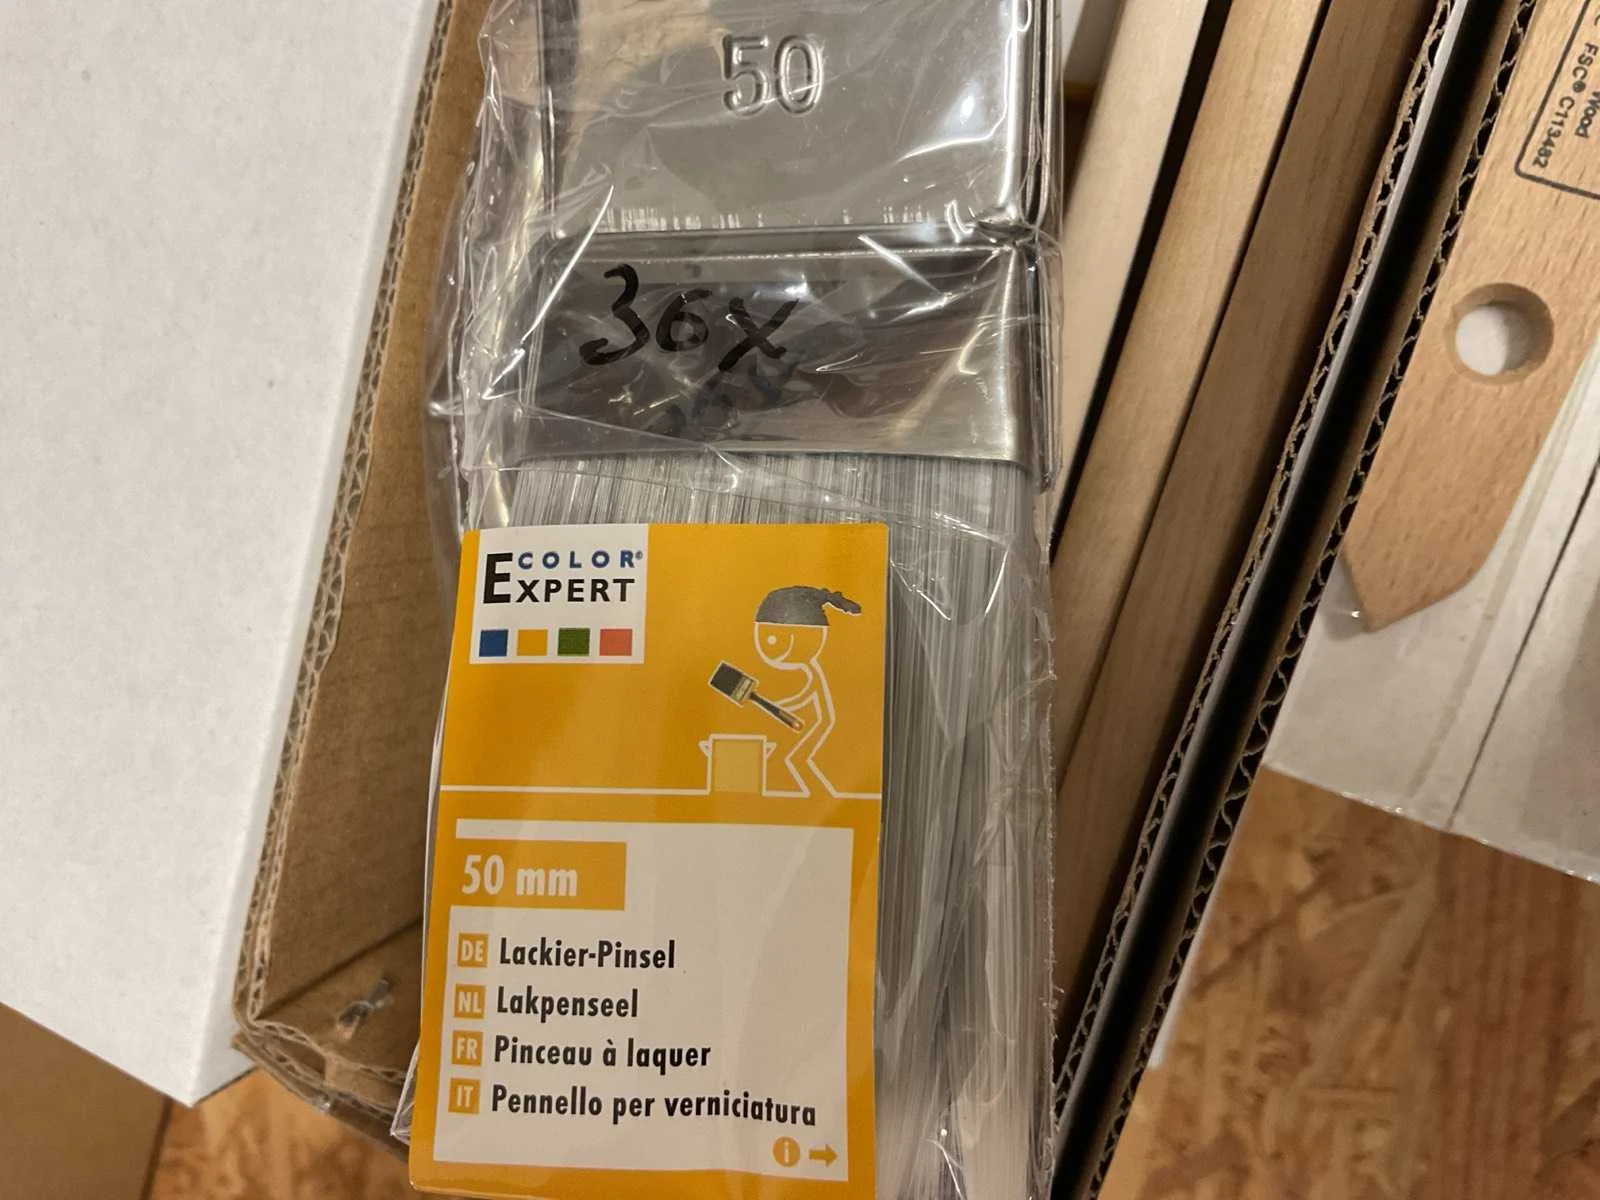 50
36x
COLOR®
EXPERT
50 mm
DE Lackier-Pinsel
NL Lakpenseel
FR Pinceau à laquer
IT Pennello per verniciatura
i
Wood
FSC® C113482